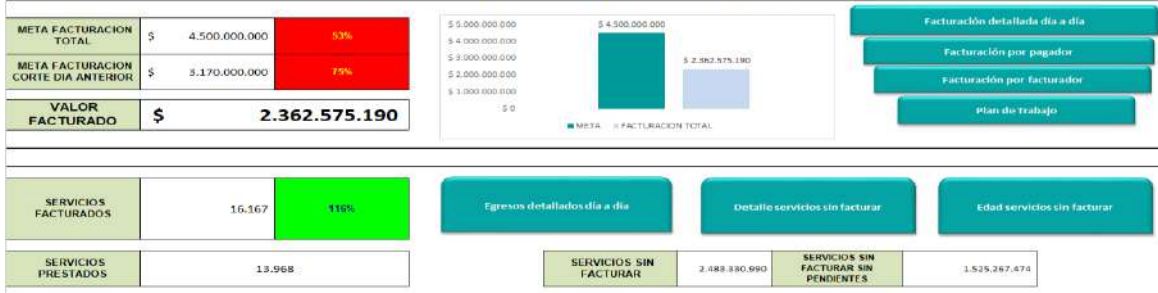 META FACTURACION
TOTAL
$ 4.500.000.000
53%
META FACTURACION
CORTE DIA ANTERIOR
$ 3.170.000.000
75%
VALOR
FACTURADO
$ 2.362.575.190
$ 5.000.000.000
$ 4.000.000.000
$ 3.000.000.000
$ 2.000.000.000
$ 1.000.000.000
$ 0
$ 4.500.000.000
$ 2.362.575.190
META FACTURACION TOTAL
Facturación detallada día a día
Facturación por pagador
Facturación por facturador
Plan de Trabajo
SERVICIOS
FACTURADOS
16.167
116%
Egresos detallados día a día
Detalle servicios sin facturar
Edad servicios sin facturar
SERVICIOS
PRESTADOS
13.968
SERVICIOS SIN
FACTURAR
2.483.330.990
SERVICIOS SIN
FACTURAR SIN
PENDIENTES
1.525.267.474